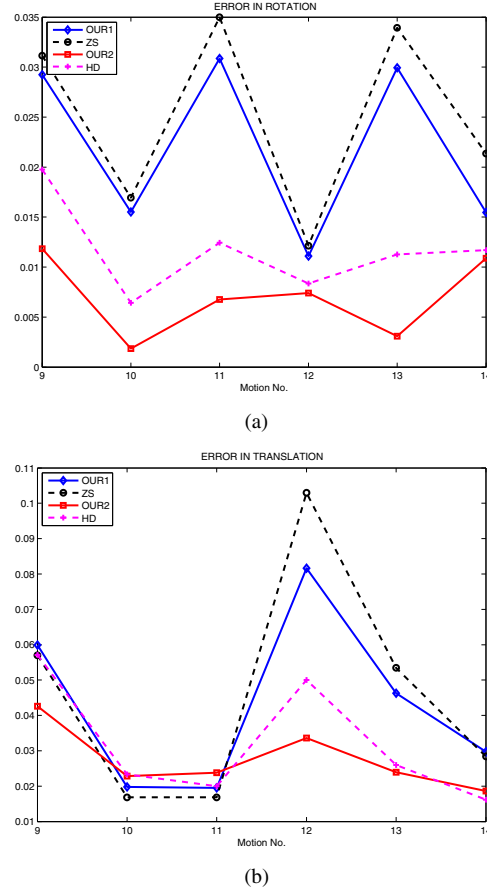 ERROR IN ROTATION
0.035
0.03
0.025
0.02
0.015
0.01
0.005
0
OUR1
ZS
OUR2
HD
9 10 11 12 13 14
Motion No.
(a)
ERROR IN TRANSLATION
0.11
0.1
0.09
0.08
0.07
0.06
0.05
0.04
0.03
0.02
0.01
OUR1
ZS
OUR2
HD
9 10 11 12 13 14
Motion No.
(b)